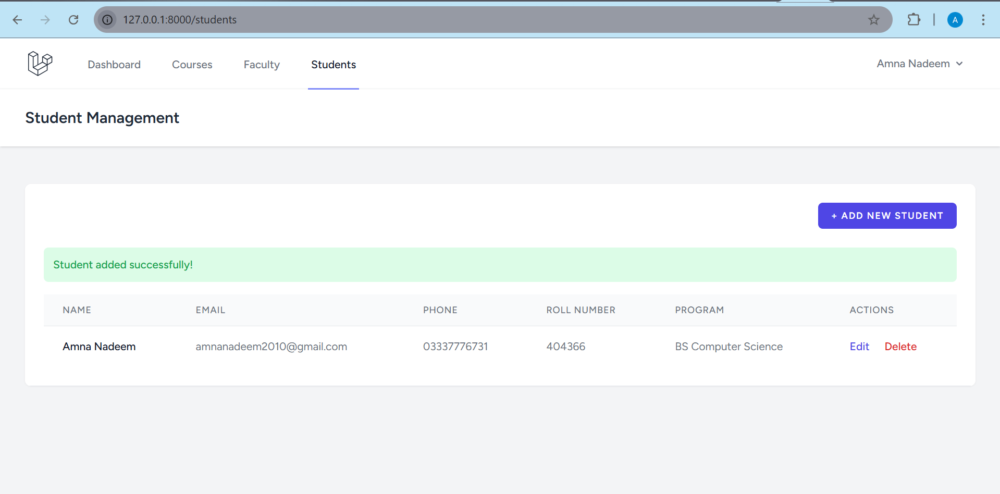 127.0.0.1:8000/students
A
Dashboard Courses Faculty Students Amna Nadeem
Student Management
+ ADD NEW STUDENT
Student added successfully!
NAME EMAIL PHONE ROLL NUMBER PROGRAM ACTIONS
Amna Nadeem amnanadeem2010@gmail.com 03337776731 404366 BS Computer Science Edit Delete